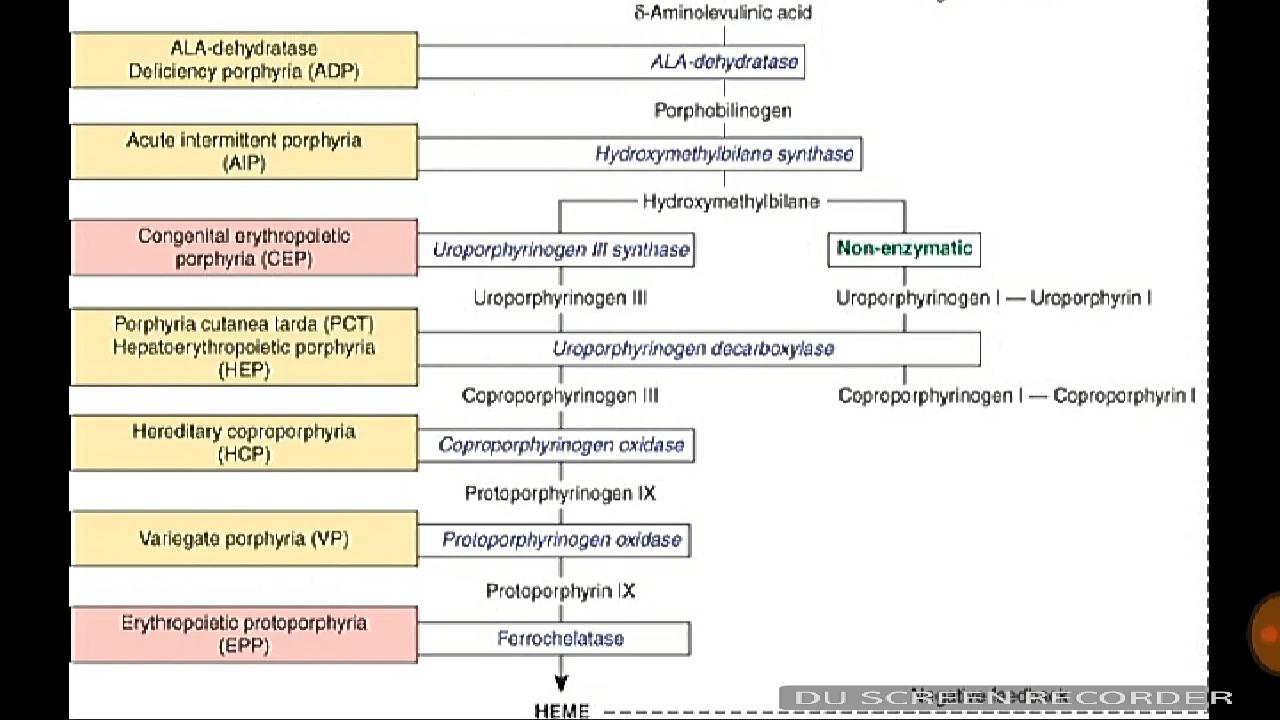 δ-Aminolevulinic acid
ALA-dehydratase
Deficiency porphyria (ADP)
ALA-dehydratase
Porphobilinogen
Acute intermittent porphyria
(AIP)
Hydroxymethylbilane synthase
Hydroxymethylbilane
Congenital erythropoietic
porphyria (CEP)
Uroporphyrinogen III synthase
Non-enzymatic
Uroporphyrinogen III
Uroporphyrinogen I — Uroporphyrin I
Porphyria cutanea tarda (PCT)
Hepatoerythropoietic porphyria
(HEP)
Uroporphyrinogen decarboxylase
Coproporphyrinogen III
Coproporphyrinogen I — Coproporphyrin I
Hereditary coproporphyria
(HCP)
Coproporphyrinogen oxidase
Protoporphyrinogen IX
Variegate porphyria (VP)
Protoporphyrinogen oxidase
Protoporphyrin IX
Erythropoietic protoporphyria
(EPP)
Ferrochelatase
Negative feedback
DU SCREEN RECORDER
HEME